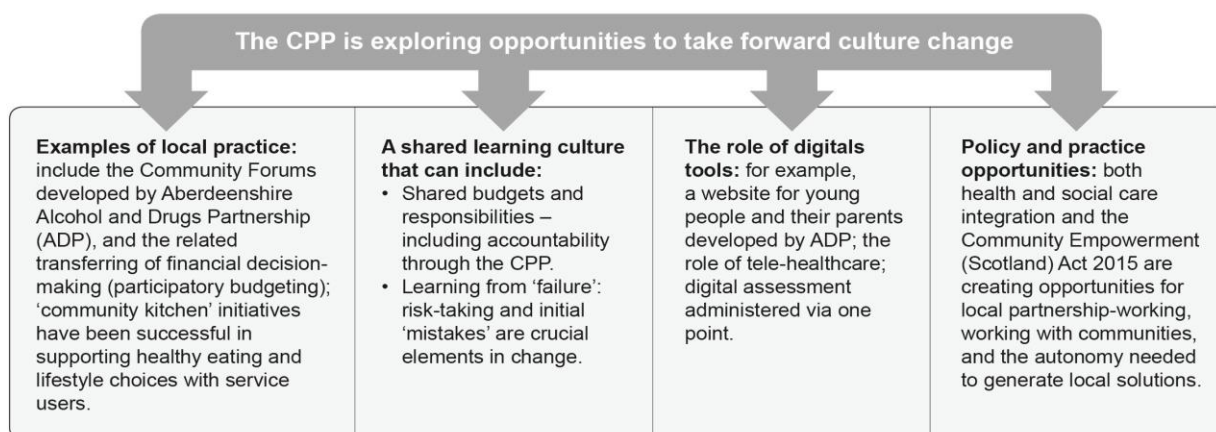 The CPP is exploring opportunities to take forward culture change
Examples of local practice:
include the Community Forums
developed by Aberdeenshire
Alcohol and Drugs Partnership
(ADP), and the related
transferring of financial decision-
making (participatory budgeting);
‘community kitchen’ initiatives
have been successful in
supporting healthy eating and
lifestyle choices with service
users.
A shared learning culture
that can include:
• Shared budgets and
responsibilities –
including accountability
through the CPP.
• Learning from ‘failure’:
risk-taking and initial
‘mistakes’ are crucial
elements in change.
The role of digitals
tools: for example,
a website for young
people and their parents
developed by ADP; the
role of tele-healthcare;
digital assessment
administered via one
point.
Policy and practice
opportunities: both
health and social care
integration and the
Community Empowerment
(Scotland) Act 2015 are
creating opportunities for
local partnership-working,
working with communities,
and the autonomy needed
to generate local solutions.